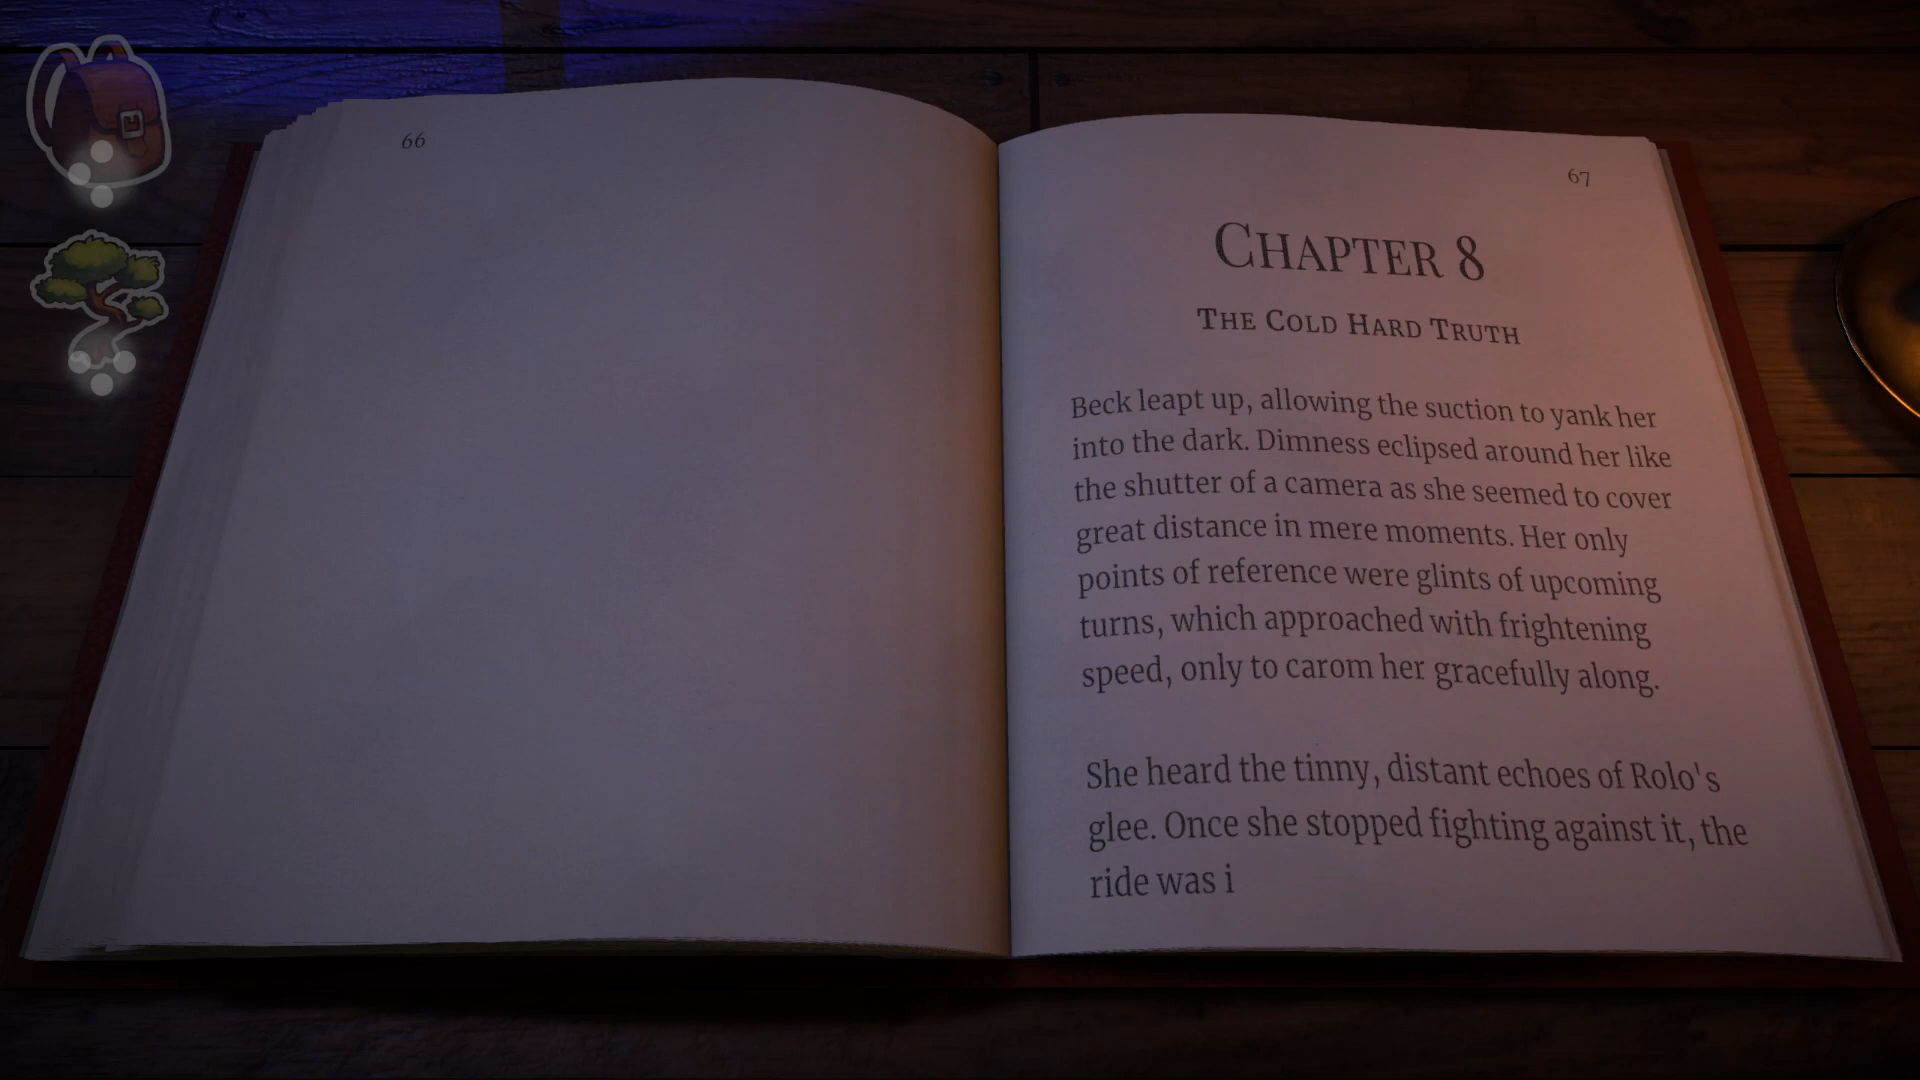 66
67
Chapter 8
The Cold Hard Truth
Beck leapt up, allowing the suction to yank her
into the dark. Dimness eclipsed around her like
the shutter of a camera as she seemed to cover
great distance in mere moments. Her only
points of reference were glints of upcoming
turns, which approached with frightening
speed, only to carom her gracefully along.
She heard the tinny, distant echoes of Rolo's
glee. Once she stopped fighting against it, the
ride was i